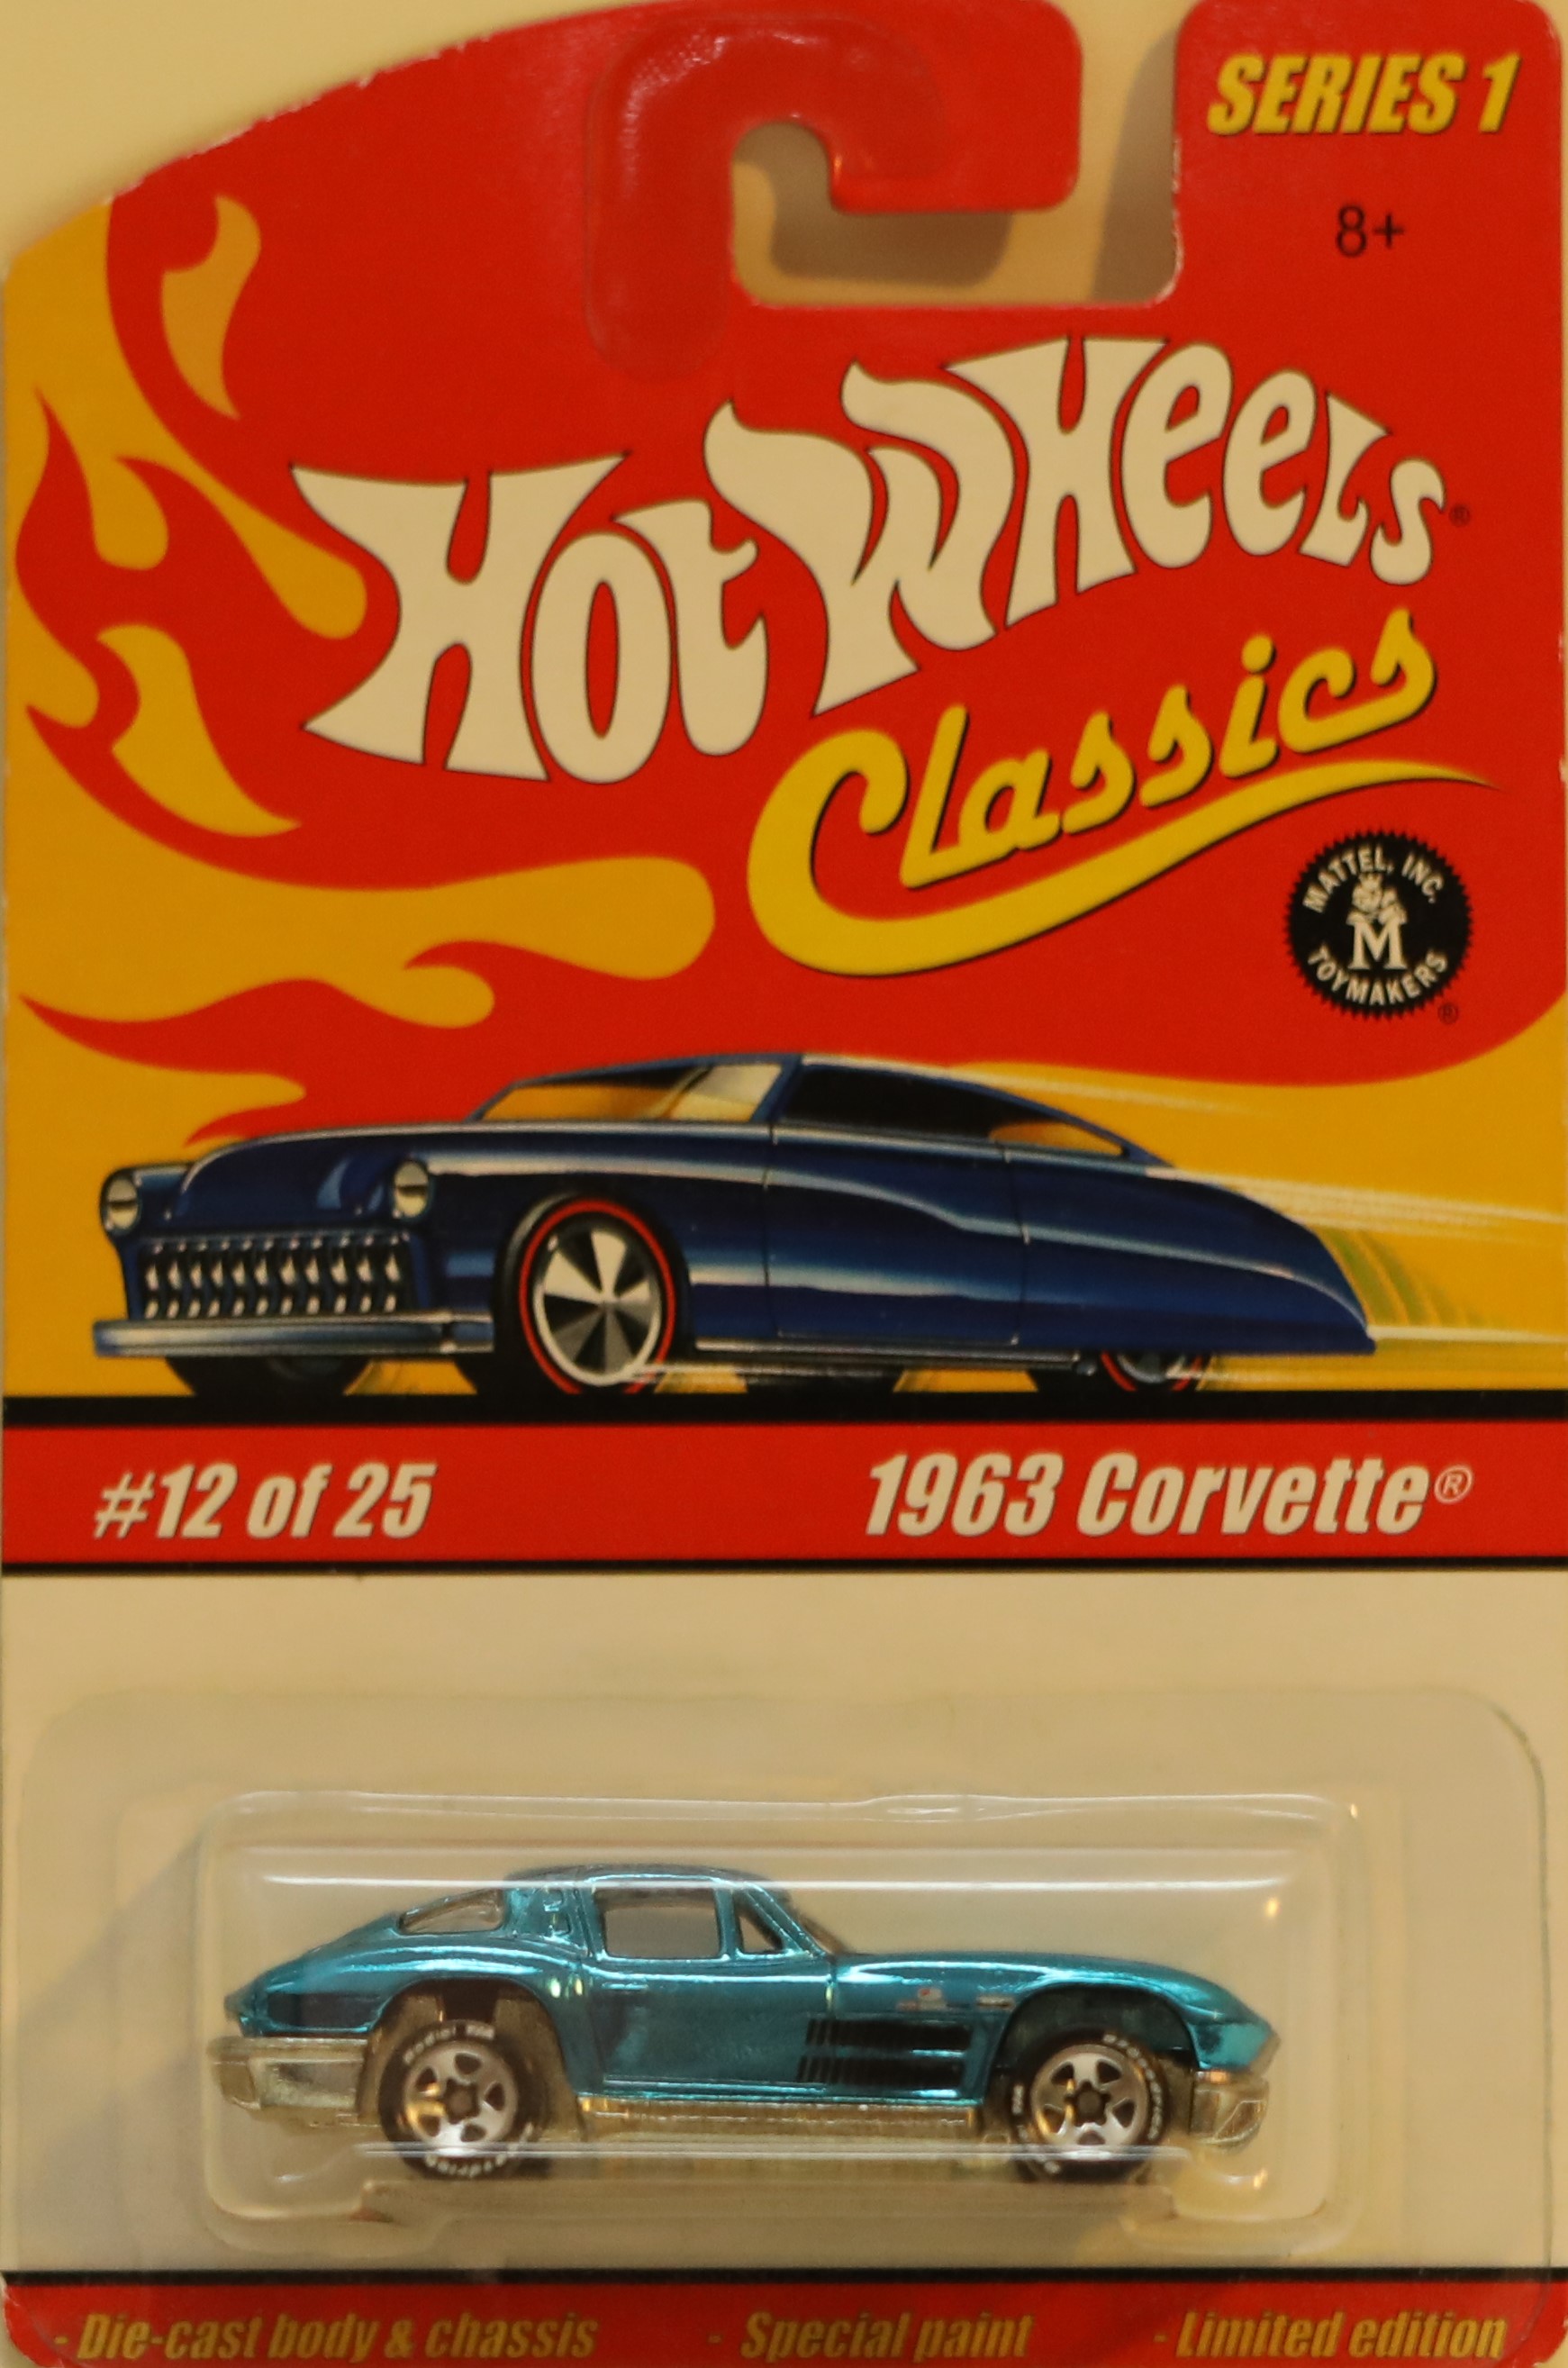 SERIES 1
8+
Hot Wheels®
Classics
MATTEL, INC.
M
TOYMAKERS
®
#12 of 25
1963 Corvette®
Radial
- Die-cast body & chassis - Special paint - Limited edition